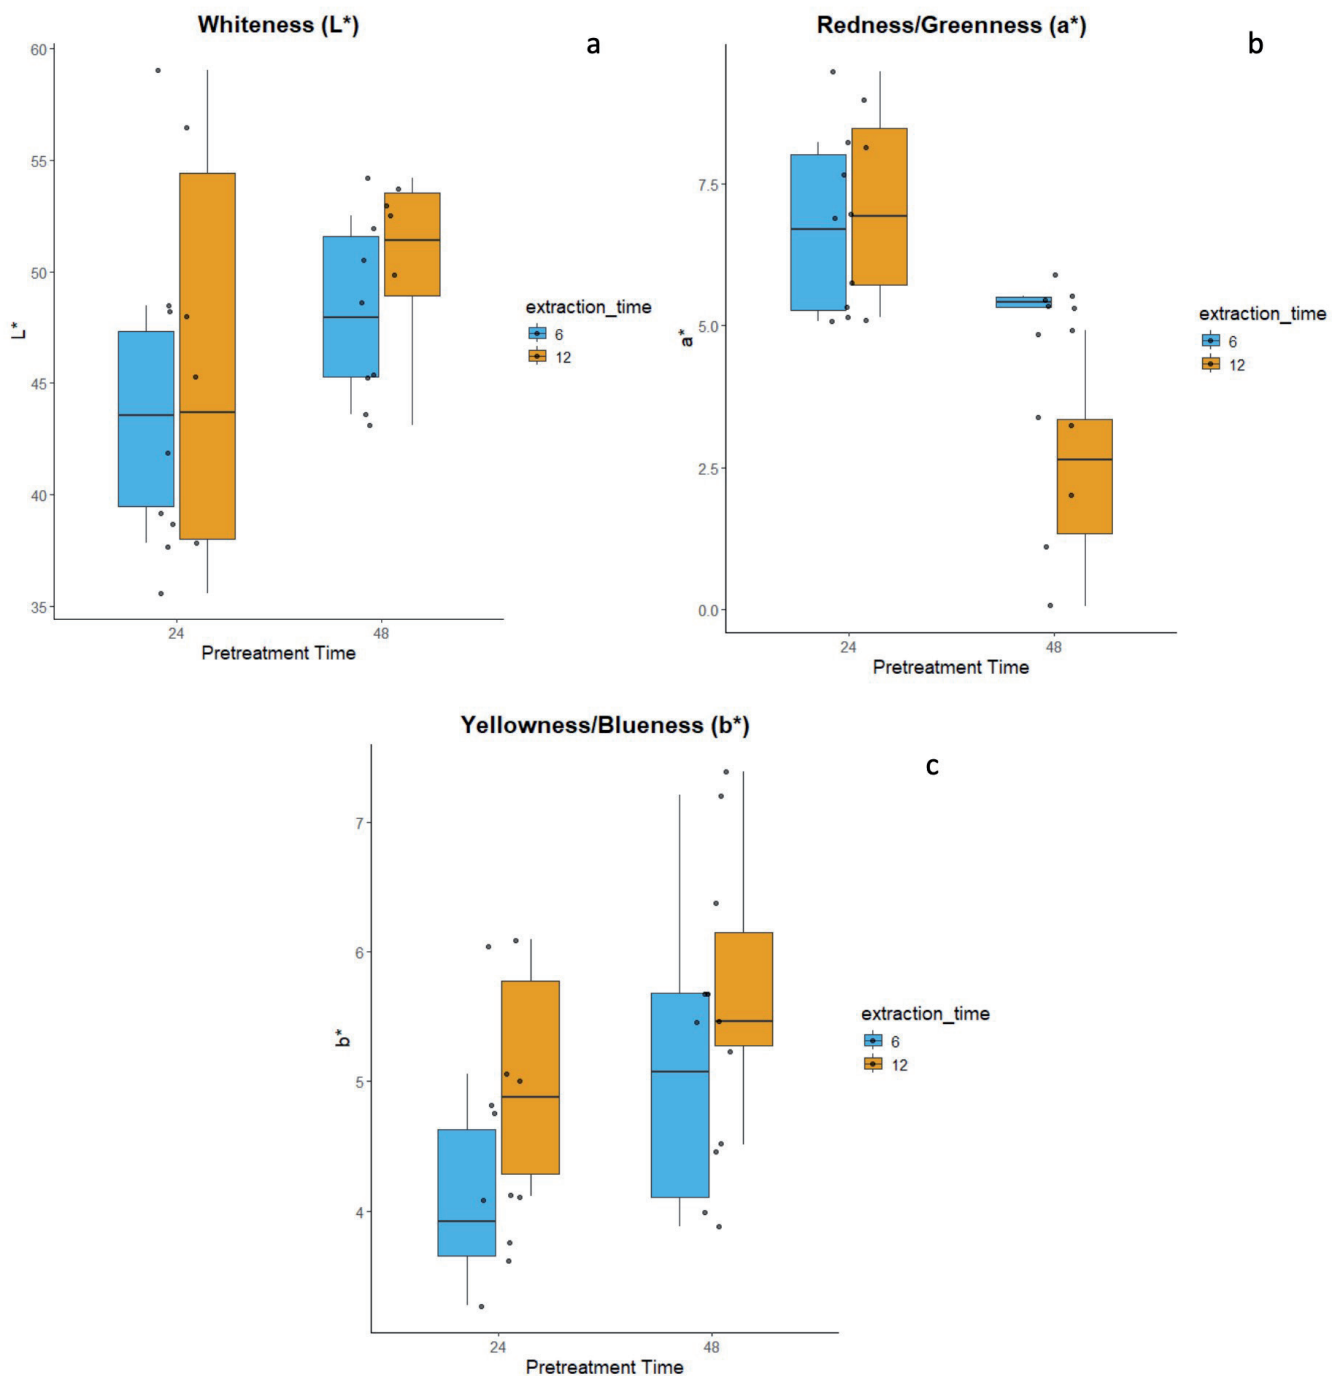 Whiteness (L*)
a
60
55
50
45
40
35
L*
24
48
Pretreatment Time
extraction_time
6
12
Redness/Greenness (a*)
b
7.5
5.0
2.5
0.0
a*
24
48
Pretreatment Time
extraction_time
6
12
Yellowness/Blueness (b*)
c
7
6
5
4
b*
24
48
Pretreatment Time
extraction_time
6
12